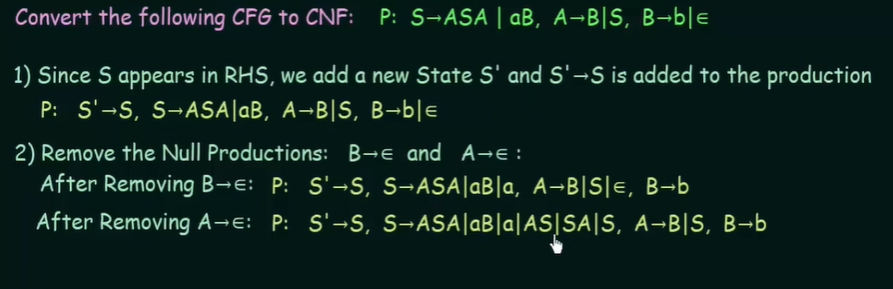 Convert the following CFG to CNF: P: S→ASA | aB, A→B|S, B→b|∈
1) Since S appears in RHS, we add a new State S' and S'→S is added to the production
P: S'→S, S→ASA|aB, A→B|S, B→b|∈
2) Remove the Null Productions: B→∈ and A→∈ :
After Removing B→∈: P: S'→S, S→ASA|aB|a, A→B|S|∈, B→b
After Removing A→∈: P: S'→S, S→ASA|aB|a|AS|SA|S, A→B|S, B→b